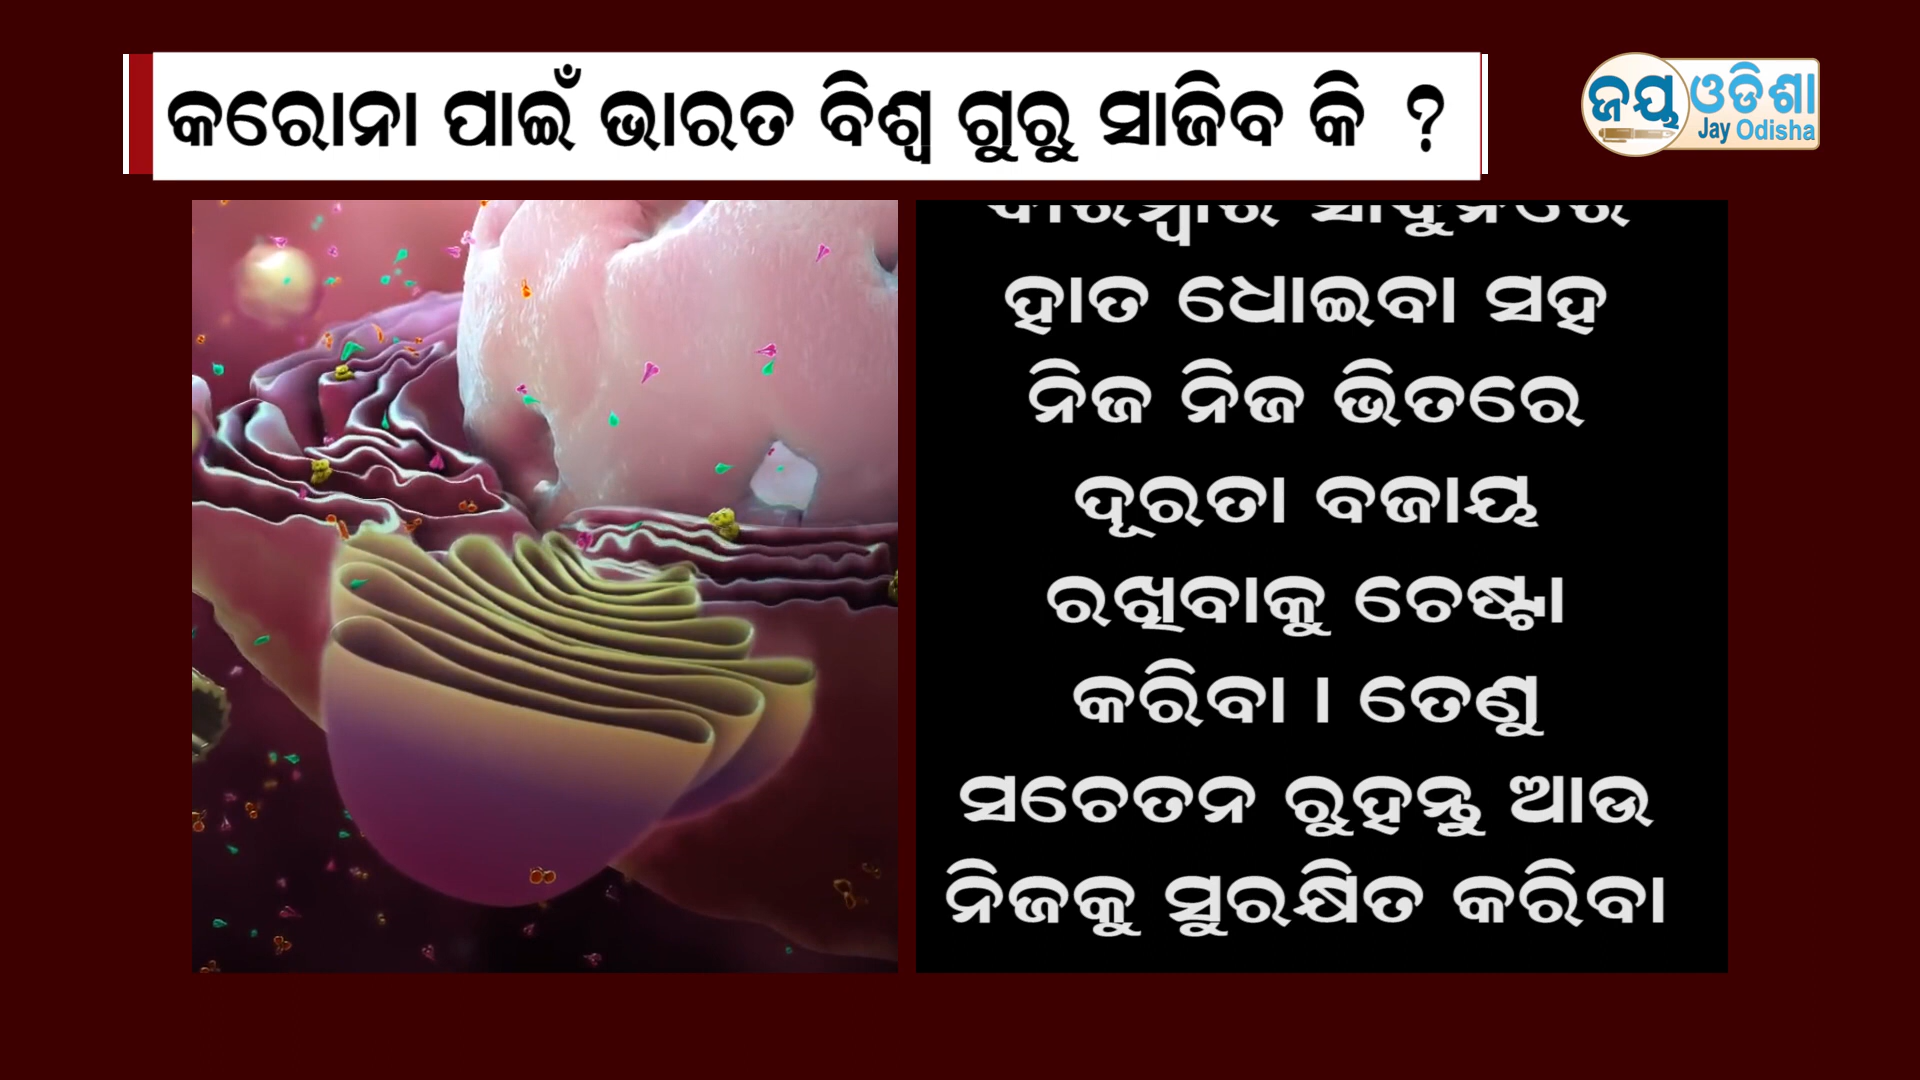 କରୋନା ପାଇଁ ଭାରତ ବିଶ୍ୱ ଗୁରୁ ସାଜିବ କି ?
ଜୟ ଓଡିଶା
Jay Odisha
ହାତ ଧୋଇବା ସହ
ନିଜ ନିଜ ଭିତରେ
ଦୂରତା ବଜାୟ
ରଖିବାକୁ ଚେଷ୍ଟା
କରିବା । ତେଣୁ
ସଚେତନ ରୁହନ୍ତୁ ଆଉ
ନିଜକୁ ସୁରକ୍ଷିତ କରିବା